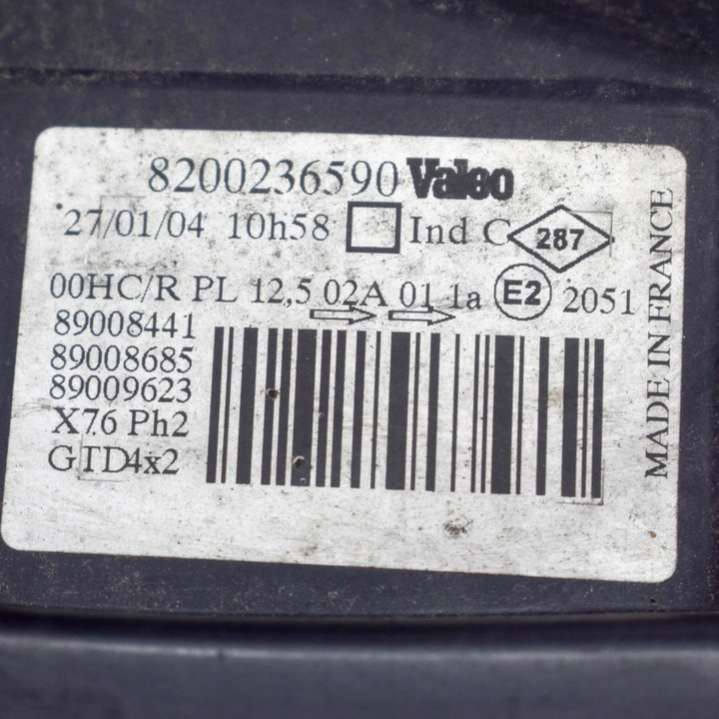 8200236590 Valeo
27/01/04 10h58 Ind C 287
00HC/R PL 12,5 02A 01 1a E2 2051
89008441
89008685
89009623
X76 Ph2
GTD4x2
MADE IN FRANCE